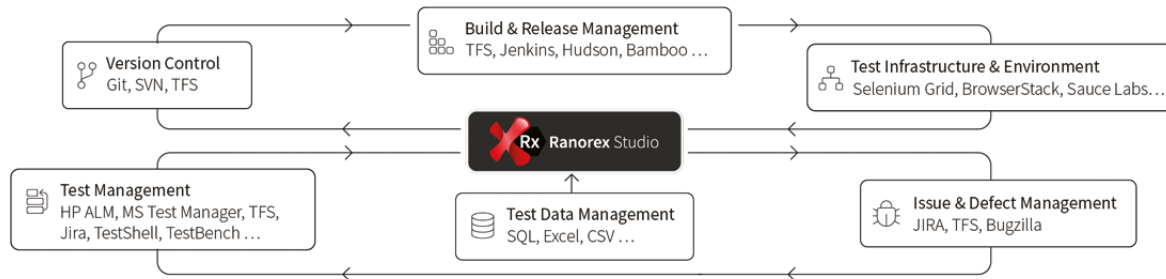 Build & Release Management
TFS, Jenkins, Hudson, Bamboo ...
Version Control
Git, SVN, TFS
Test Infrastructure & Environment
Selenium Grid, BrowserStack, Sauce Labs...
Rx Ranorex Studio
Test Management
HP ALM, MS Test Manager, TFS,
Jira, TestShell, TestBench ...
Test Data Management
SQL, Excel, CSV ...
Issue & Defect Management
JIRA, TFS, Bugzilla